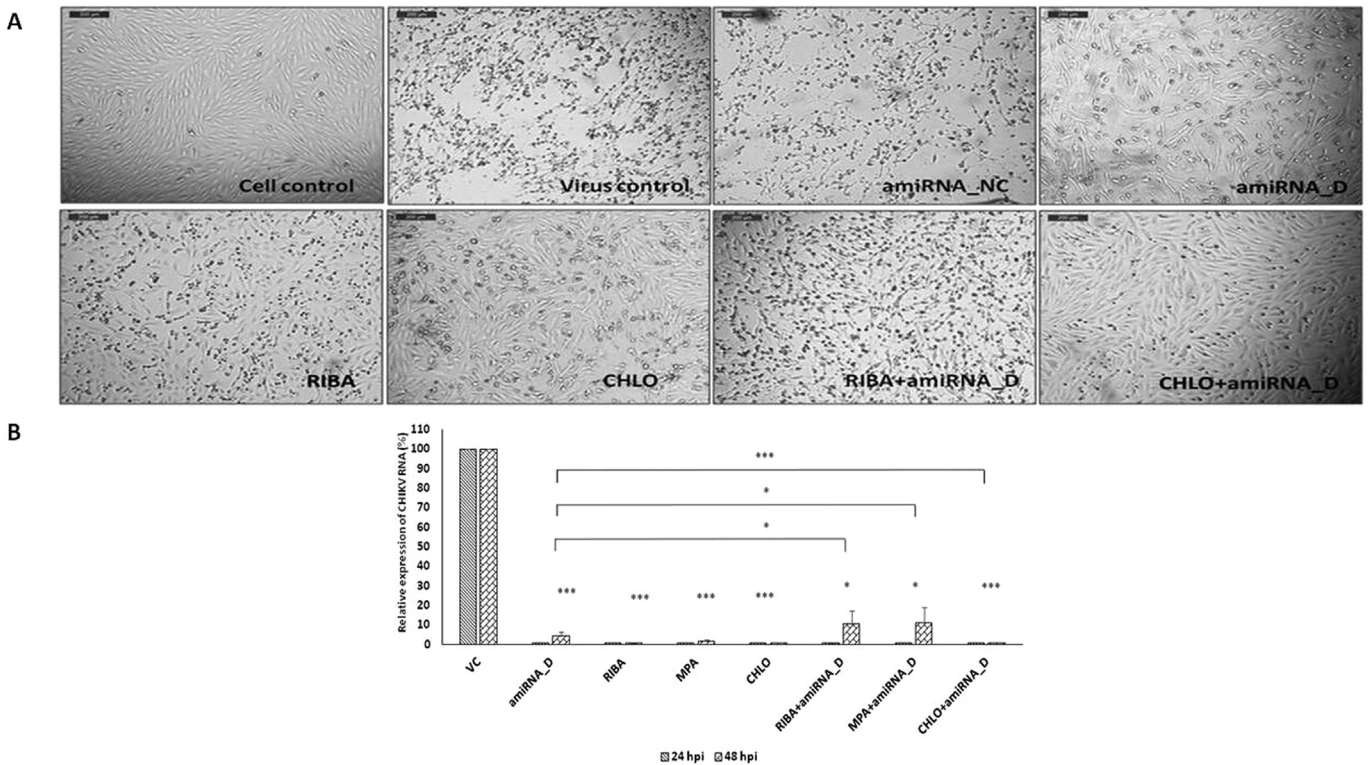 A
Cell control
Virus control
amiRNA_NC
amiRNA_D
RIBA
CHLO
RIBA+amiRNA_D
CHLO+amiRNA_D
B
Relative expression of CHIKV RNA (%)
110
100
90
80
70
60
50
40
30
20
10
0
***
*
*
***
***
***
***
*
*
***
VC
amiRNA_D
RIBA
MPA
CHLO
RIBA+amiRNA_D
MPA+amiRNA_D
CHLO+amiRNA_D
24 hpi
48 hpi